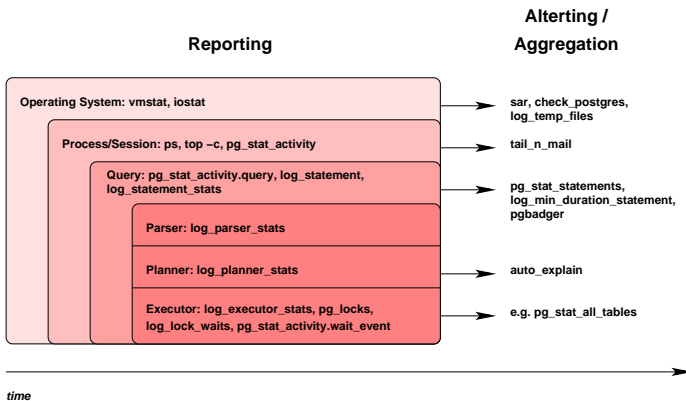 Alterting /
Reporting
Aggregation
Operating System: vmstat, iostat
sar, check_postgres,
log_temp_files
Process/Session: ps, top −c, pg_stat_activity
tail_n_mail
Query: pg_stat_activity.query, log_statement,
log_statement_stats
pg_stat_statements,
log_min_duration_statement,
pgbadger
Parser: log_parser_stats
Planner: log_planner_stats
auto_explain
Executor: log_executor_stats, pg_locks,
log_lock_waits, pg_stat_activity.wait_event
e.g. pg_stat_all_tables
time